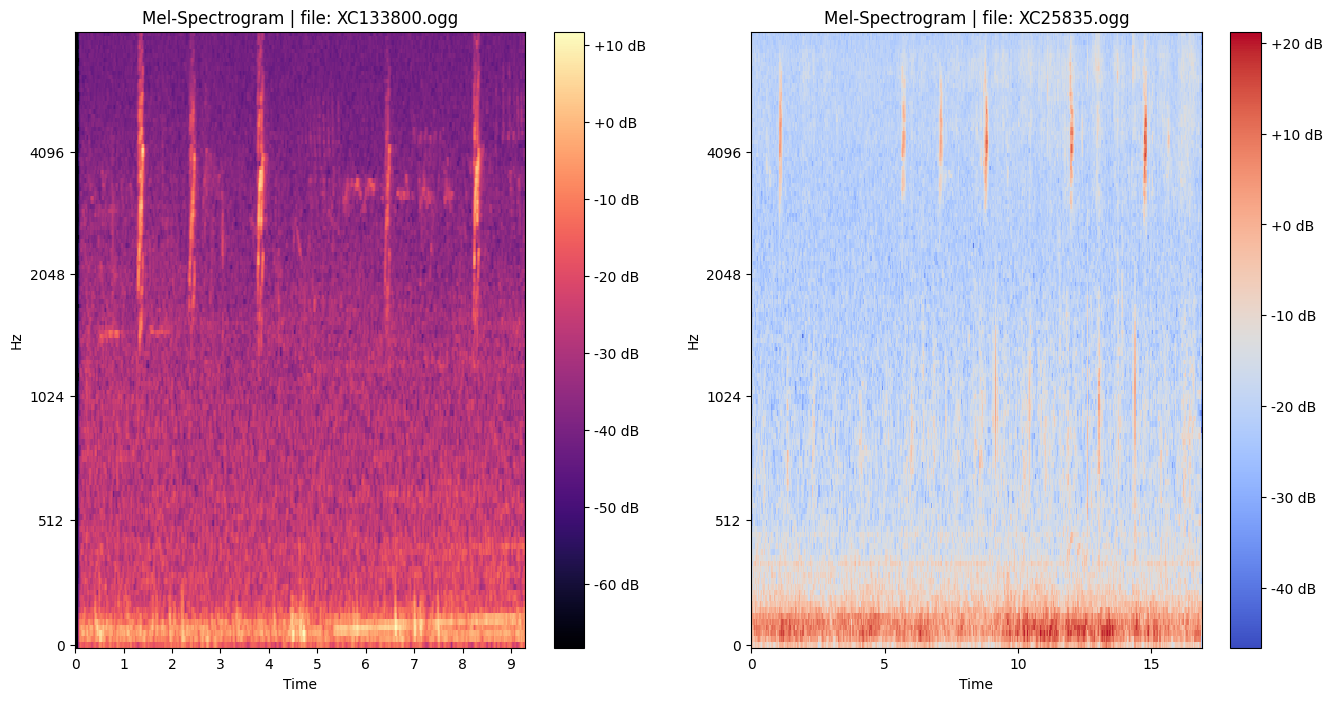 Mel-Spectrogram | file: XC133800.ogg
Hz
4096
2048
1024
512
0
0 1 2 3 4 5 6 7 8 9
Time
+10 dB
+0 dB
-10 dB
-20 dB
-30 dB
-40 dB
-50 dB
-60 dB
Mel-Spectrogram | file: XC25835.ogg
Hz
4096
2048
1024
512
0
0 5 10 15
Time
+20 dB
+10 dB
+0 dB
-10 dB
-20 dB
-30 dB
-40 dB